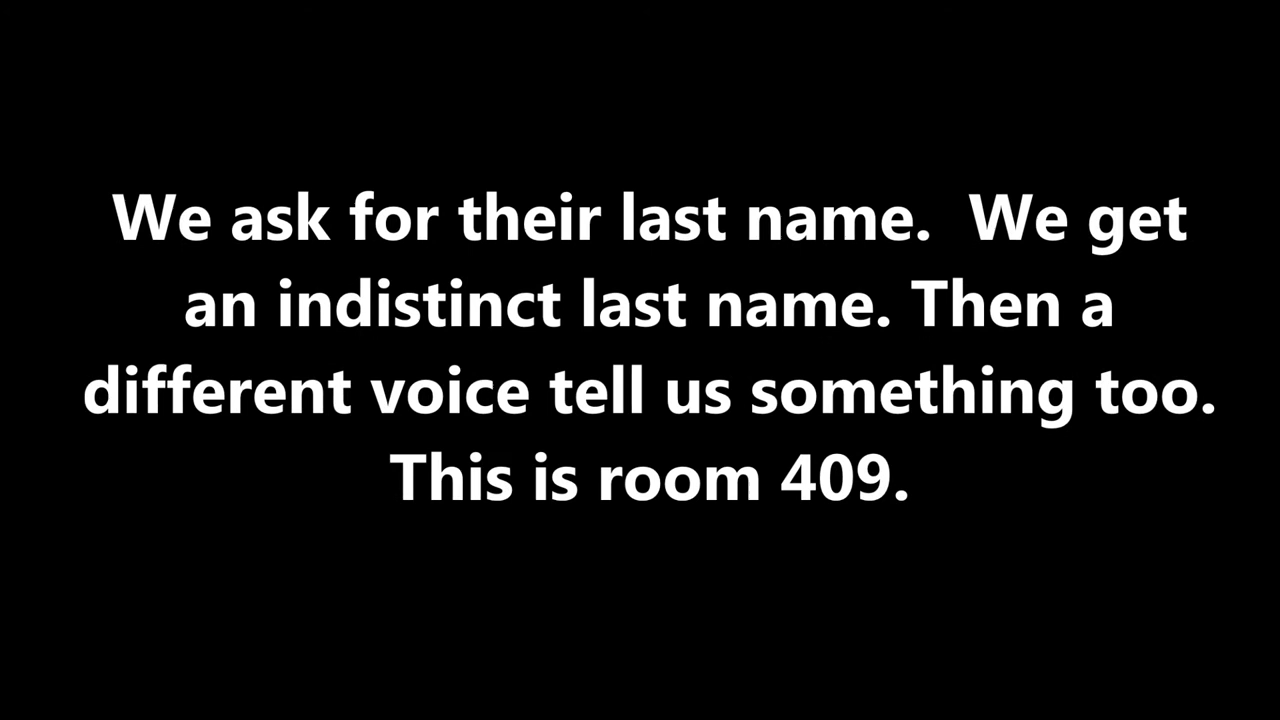 We ask for their last name.  We get
an indistinct last name. Then a
different voice tell us something too.
This is room 409.